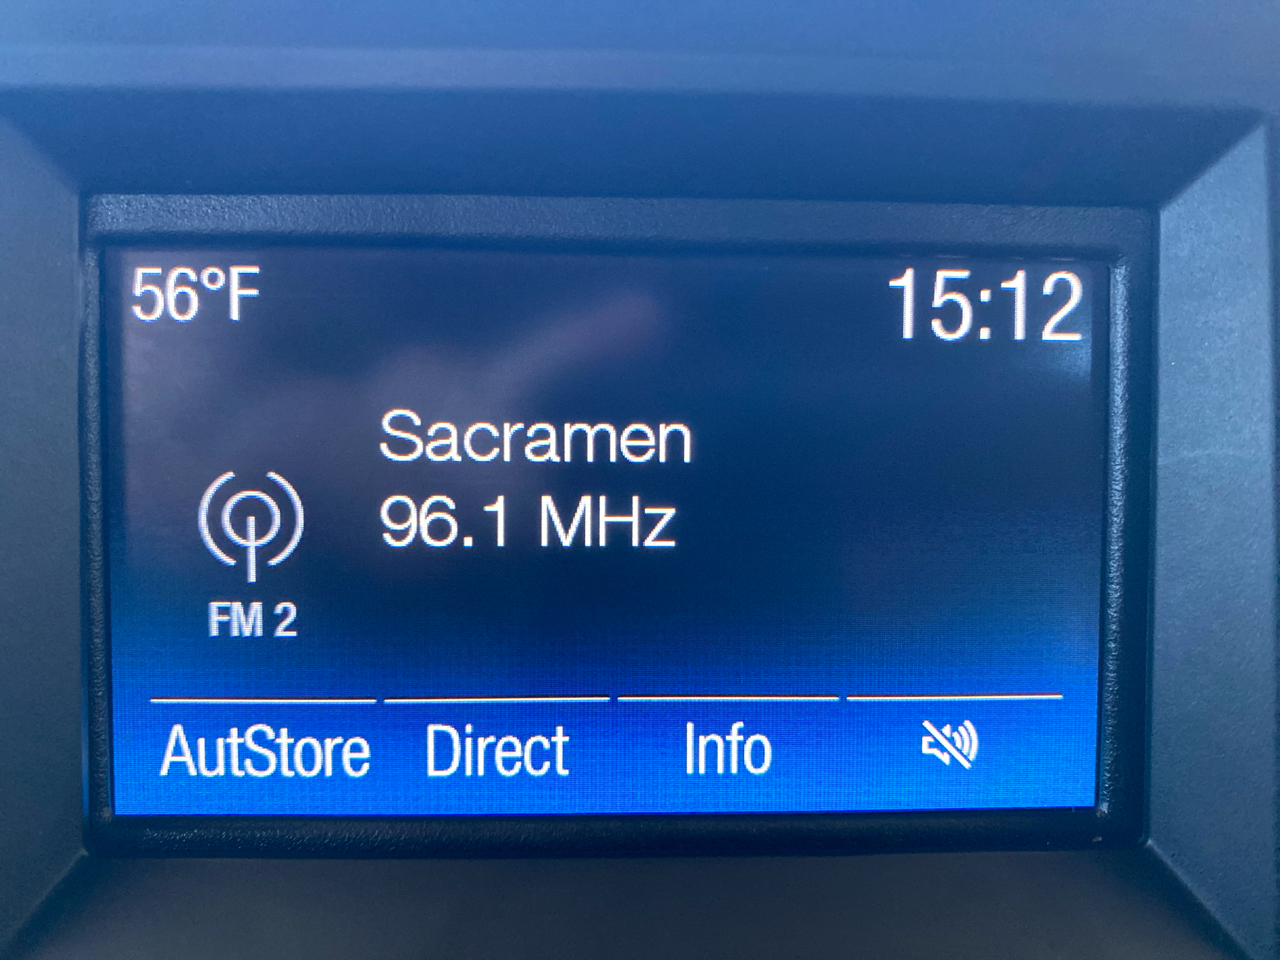 56°F
15:12
Sacramen
96.1 MHz
FM 2
AutStore
Direct
Info